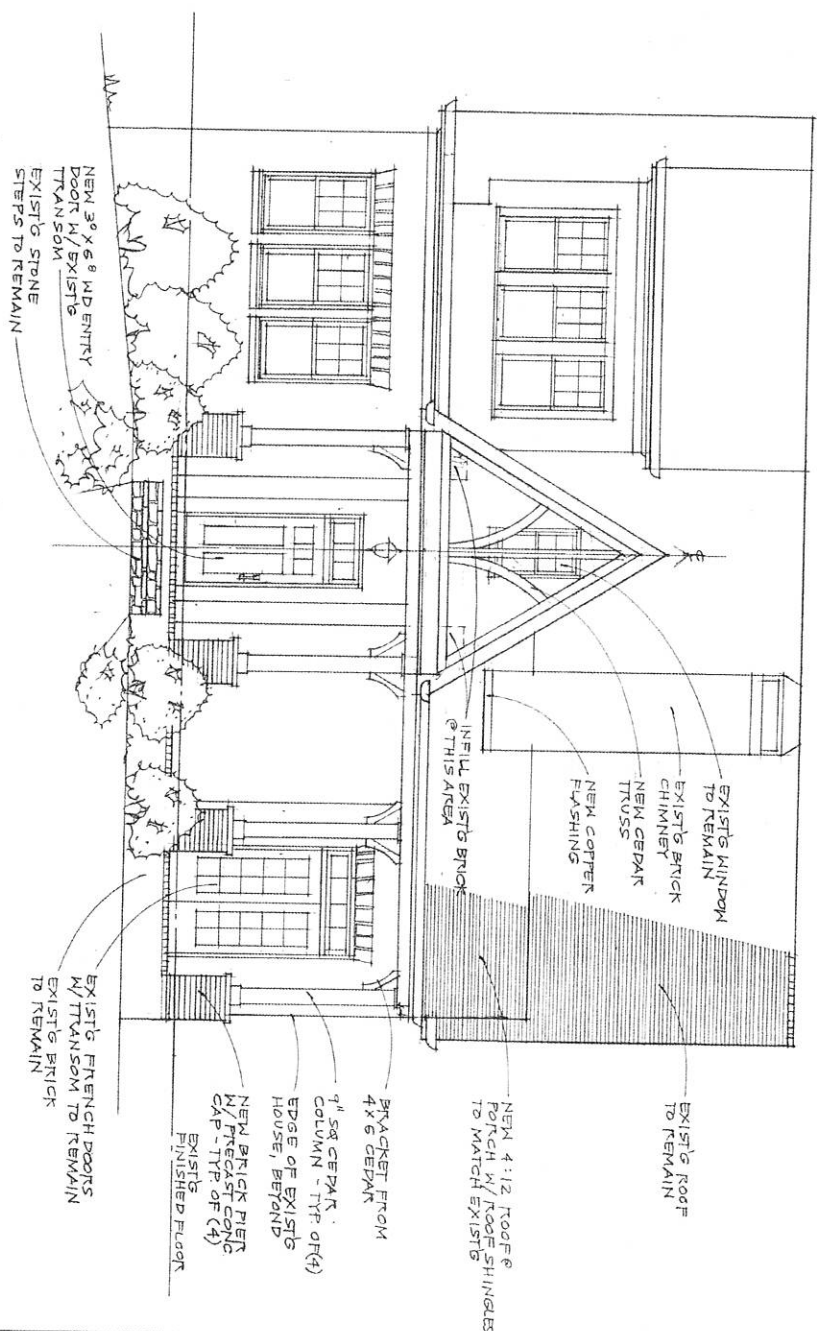 EXIST'G WINDOW
TO REMAIN
EXIST'G BRICK
CHIMNEY
NEW CEDAR
TRUSS
NEW COPPER
FLASHING
INFILL EXIST'G BRICK
@ THIS AREA
EXIST'G ROOF
TO REMAIN
NEW 4:12 ROOF @
PORCH W/ ROOF SHINGLES
TO MATCH EXIST'G
BRACKET FROM
4X6 CEDAR
9" SQ CEDAR
COLUMN - TYP. OF (4)
EDGE OF EXIST'G
HOUSE, BEYOND
NEW BRICK PIER
W/ PRECAST CONC
CAP - TYP. OF (4)
EXIST'G
FINISHED FLOOR
NEW 3⁰ X 6⁸ WD ENTRY
DOOR W/ EXIST'G
TRANSOM
EXIST'G STONE
STEPS TO REMAIN
EXIST'G FRENCH DOORS
W/ TRANSOM TO REMAIN
EXIST'G BRICK
TO REMAIN